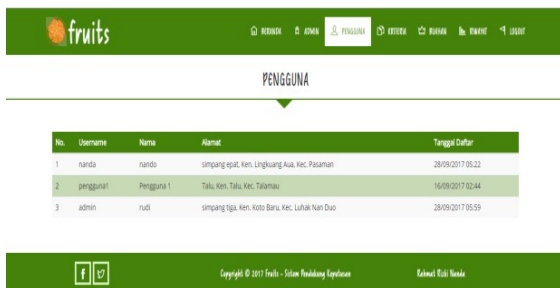 fruits
BERANDA ADMIN PENGGUNA KRITERIA RIWAYAT LOGOUT
PENGGUNA
No. Username Nama Alamat Tanggal Daftar
1 nanda nando simpang epat, Ken. Lingkuang Aua, Kec. Pasaman 28/09/2017 05:22
2 pengguna1 Pengguna 1 Talu, Ken. Talu, Kec. Talamau 16/09/2017 02:44
3 admin rudi simpang tiga, Ken. Koto Baru, Kec. Luhak Nan Duo 28/09/2017 05:59
Copyright © 2017 Fruits - Sistem Pendukung Keputusan Rahmat Rizki Nanda